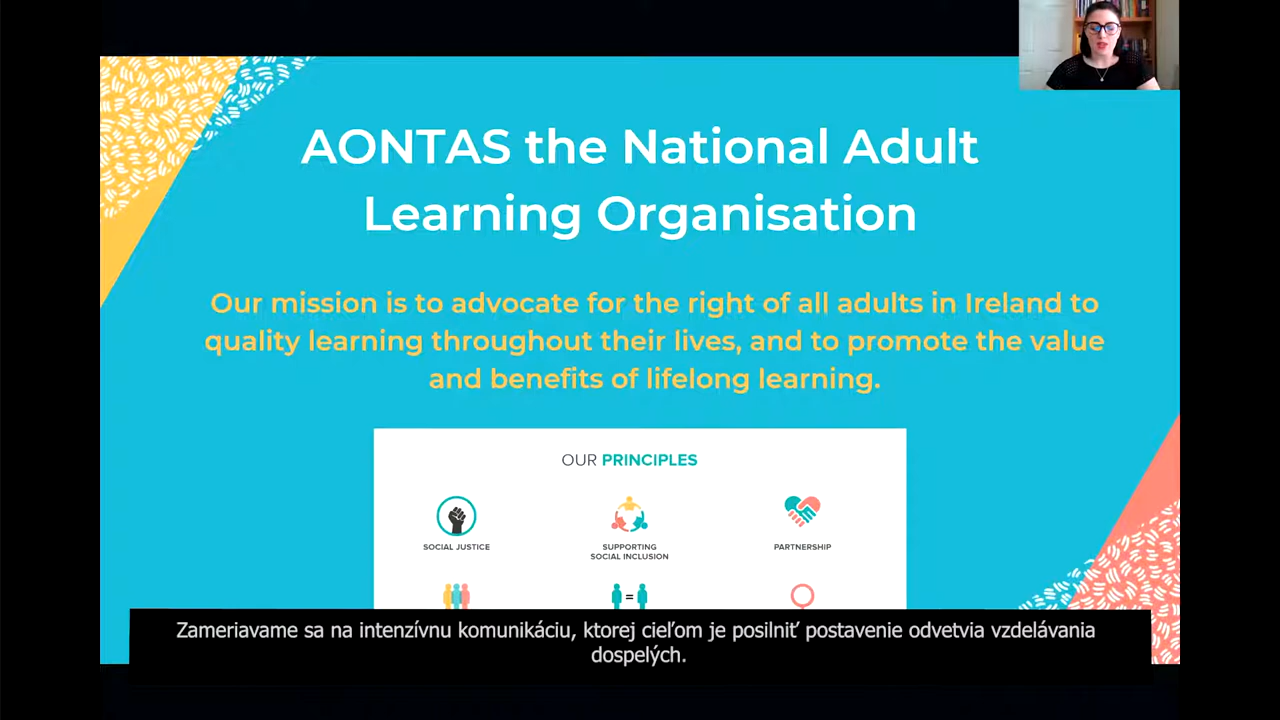 AONTAS the National Adult
Learning Organisation
Our mission is to advocate for the right of all adults in Ireland to
quality learning throughout their lives, and to promote the value
and benefits of lifelong learning.
OUR PRINCIPLES
SOCIAL JUSTICE
SUPPORTING
SOCIAL INCLUSION
PARTNERSHIP
=
Zameriavame sa na intenzívnu komunikáciu, ktorej cieľom je posilniť postavenie odvetvia vzdelávania
dospelých.